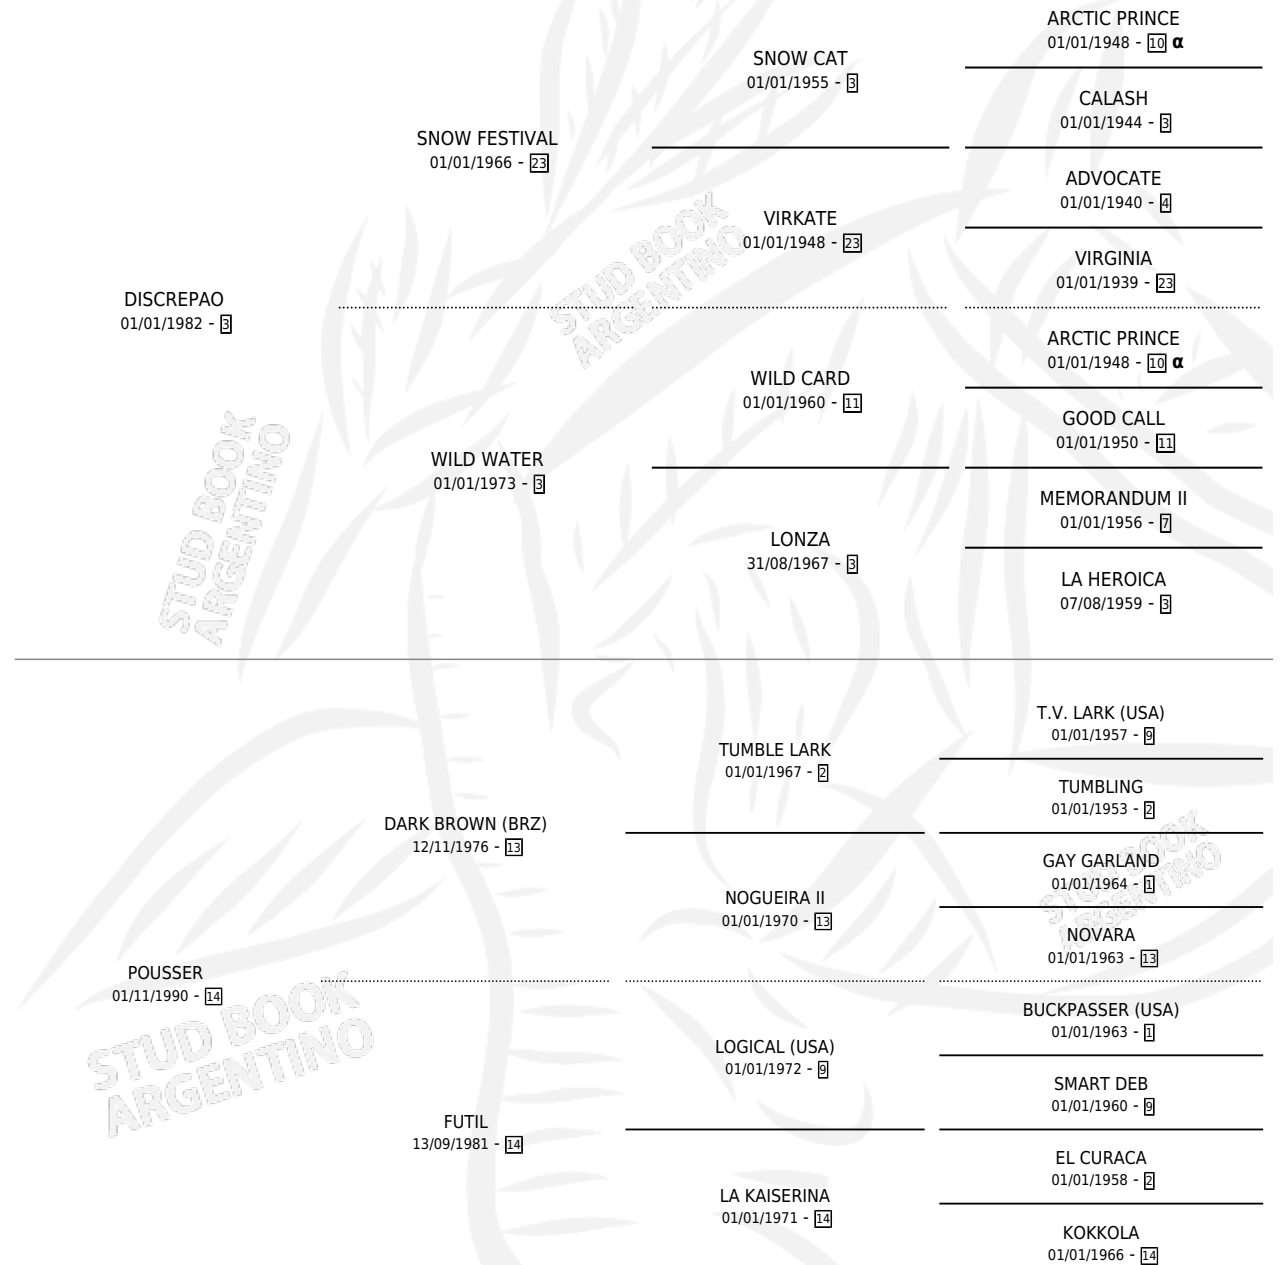 ARCTIC PRINCE
01/01/1948 - 10 α
SNOW CAT
01/01/1955 - 3
CALASH
01/01/1944 - 3
SNOW FESTIVAL
01/01/1966 - 23
ADVOCATE
01/01/1940 - 4
VIRKATE
01/01/1948 - 23
VIRGINIA
01/01/1939 - 23
DISCREPAO
01/01/1982 - 3
ARCTIC PRINCE
01/01/1948 - 10 α
WILD CARD
01/01/1960 - 11
GOOD CALL
01/01/1950 - 11
WILD WATER
01/01/1973 - 3
MEMORANDUM II
01/01/1956 - 7
LONZA
31/08/1967 - 3
LA HEROICA
07/08/1959 - 3
T.V. LARK (USA)
01/01/1957 - 9
TUMBLE LARK
01/01/1967 - 2
TUMBLING
01/01/1953 - 2
DARK BROWN (BRZ)
12/11/1976 - 13
GAY GARLAND
01/01/1964 - 1
NOGUEIRA II
01/01/1970 - 13
NOVARA
01/01/1963 - 13
POUSSER
01/11/1990 - 14
BUCKPASSER (USA)
01/01/1963 - 1
LOGICAL (USA)
01/01/1972 - 9
SMART DEB
01/01/1960 - 9
FUTIL
13/09/1981 - 14
EL CURACA
01/01/1958 - 2
LA KAISERINA
01/01/1971 - 14
KOKKOLA
01/01/1966 - 14
STUD BOOK
ARGENTINO
STUD BOOK
ARGENTINO
STUD BOOK
ARGENTINO
STUD BOOK
ARGENTINO